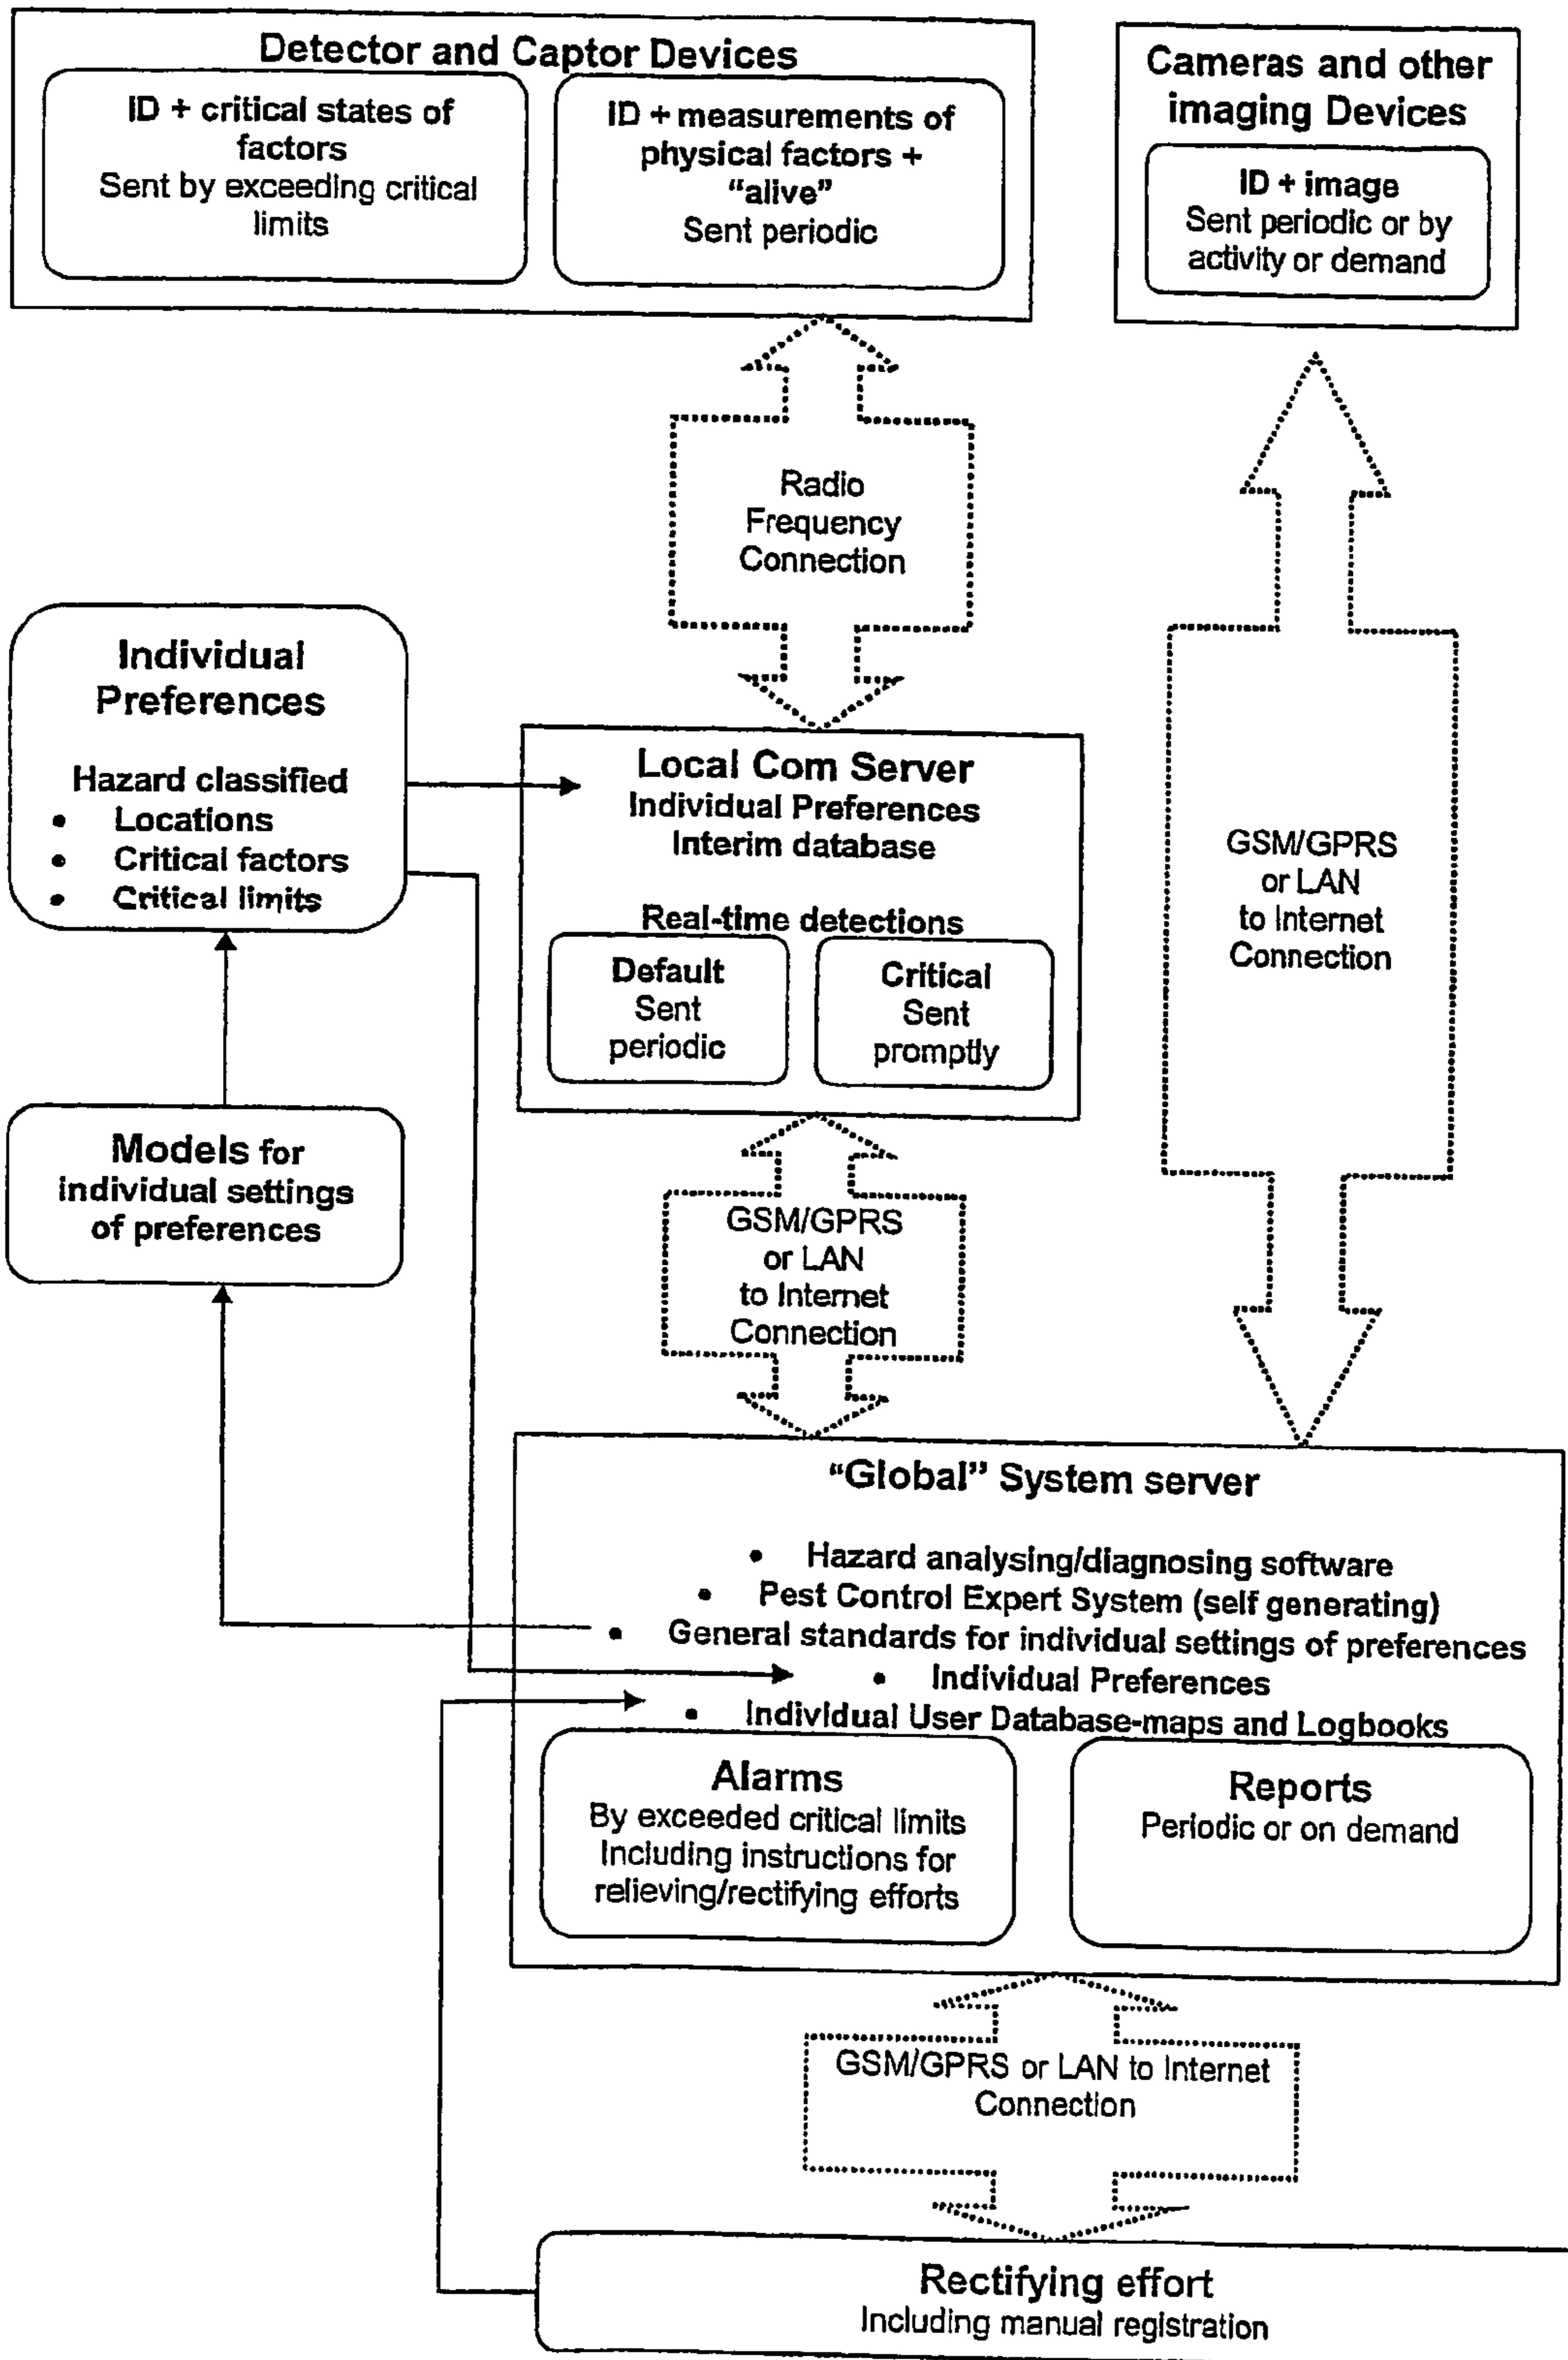 Detector and Captor Devices
ID + critical states of
factors
Sent by exceeding critical
limits
ID + measurements of
physical factors +
“alive”
Sent periodic
Cameras and other
imaging Devices
ID + image
Sent periodic or by
activity or demand
Radio
Frequency
Connection
GSM/GPRS
or LAN
to Internet
Connection
Individual
Preferences
Hazard classified
• Locations
• Critical factors
• Critical limits
Local Com Server
Individual Preferences
Interim database
Real-time detections
Default
Sent
periodic
Critical
Sent
promptly
Models for
individual settings
of preferences
GSM/GPRS
or LAN
to Internet
Connection
“Global” System server
• Hazard analysing/diagnosing software
• Pest Control Expert System (self generating)
• General standards for individual settings of preferences
• Individual Preferences
• Individual User Database-maps and Logbooks
Alarms
By exceeded critical limits
Including instructions for
relieving/rectifying efforts
Reports
Periodic or on demand
GSM/GPRS or LAN to Internet
Connection
Rectifying effort
Including manual registration